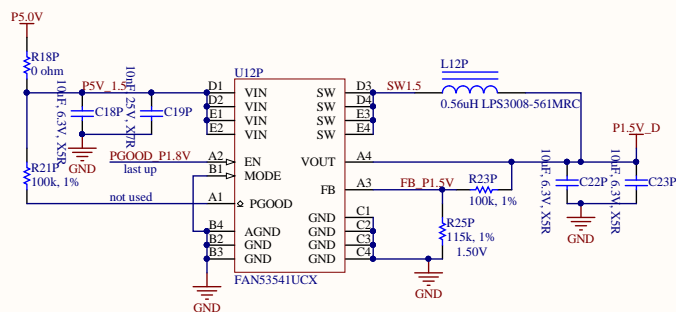 P5.0V
R18P
0 ohm
P5V_1.5
10uF, 6.3V, X5R
C18P
10nF, 25V, X7R
C19P
GND
R21P
100k, 1%
PGOOD_P1.8V
last up
not used
U12P
D1 VIN
D2 VIN
E1 VIN
E2 VIN
A2 EN
B1 MODE
A1 PGOOD
B4 AGND
B2 GND
B3 GND
SW D3
SW D4
SW E3
SW E4
VOUT A4
FB A3
GND C1
GND C2
GND C3
GND C4
FAN53541UCX
GND
SW1.5
L12P
0.56uH LPS3008-561MRC
P1.5V_D
FB_P1.5V
R23P
100k, 1%
R25P
115k, 1%
1.50V
GND
10uF, 6.3V, X5R
C22P
10uF, 6.3V, X5R
C23P
GND